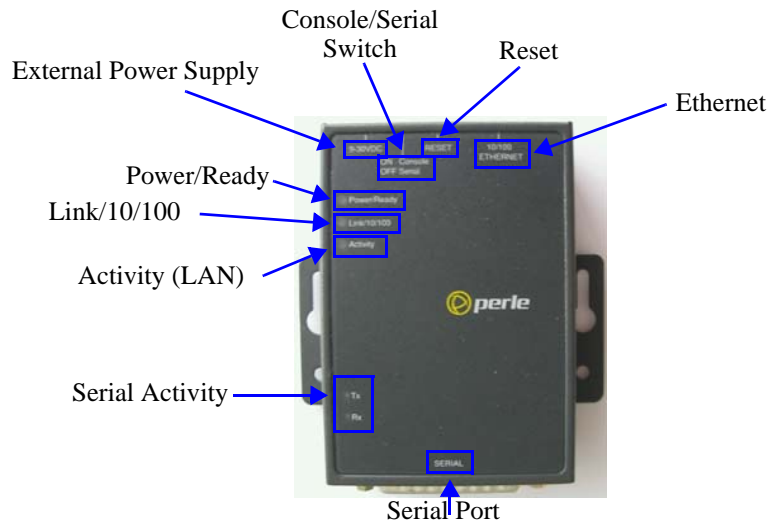 Console/Serial
Switch
Reset
External Power Supply
Ethernet
9-30VDC
RESET
10/100
ETHERNET
ON - Console
OFF Serial
Power/Ready
Power/Ready
Link/10/100
Link/10/100
Activity (LAN)
Activity
perle
Serial Activity
Tx
Rx
SERIAL
Serial Port